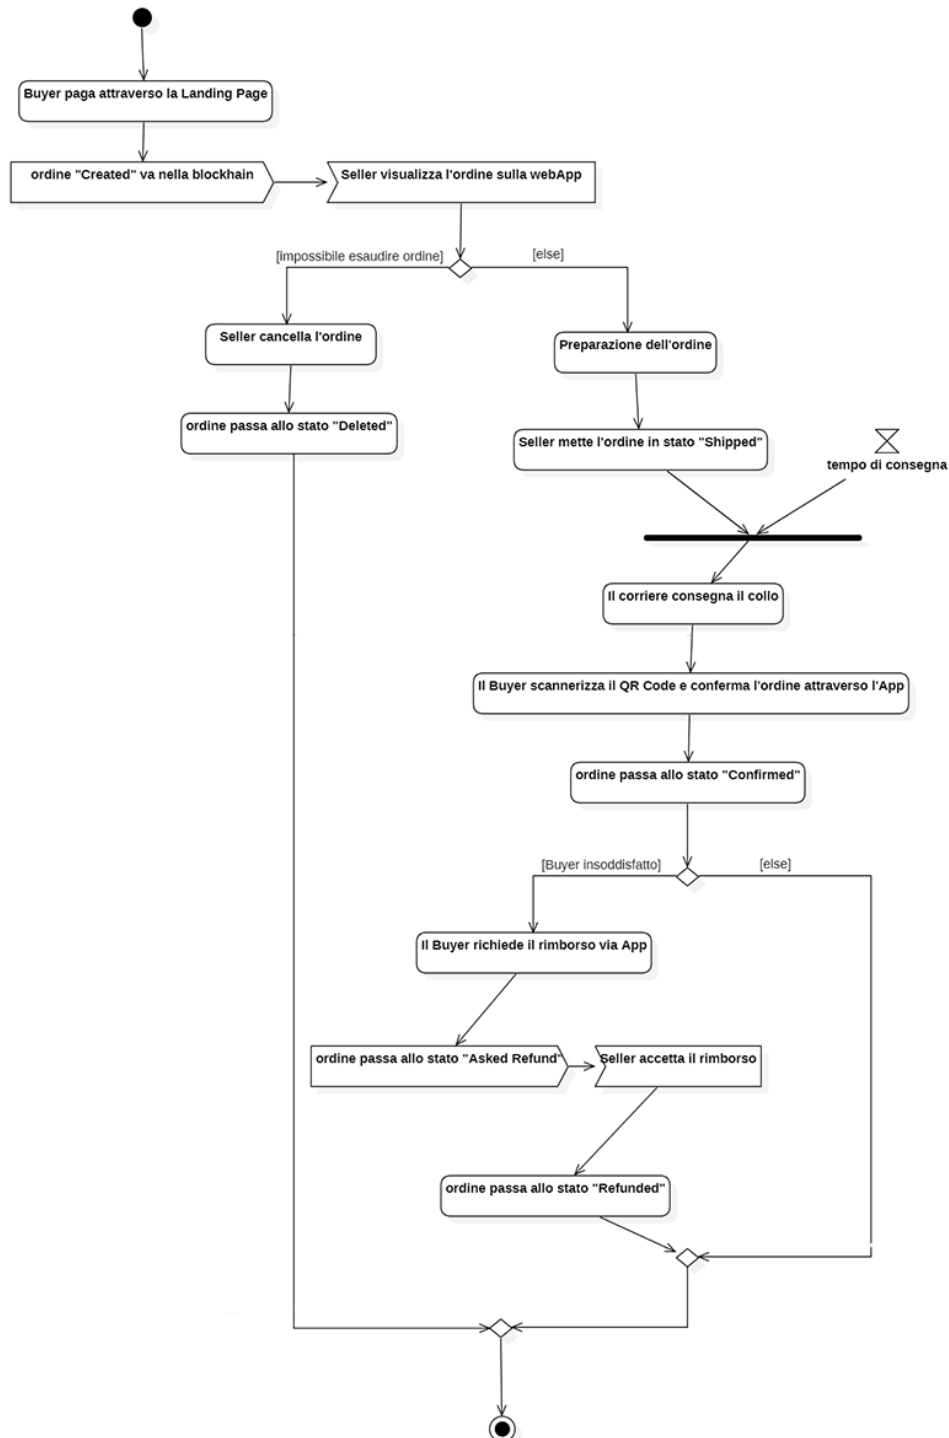 Buyer paga attraverso la Landing Page
ordine "Created" va nella blockhain
Seller visualizza l'ordine sulla webApp
[impossibile esaudire ordine]
[else]
Seller cancella l'ordine
Preparazione dell'ordine
ordine passa allo stato "Deleted"
Seller mette l'ordine in stato "Shipped"
tempo di consegna
Il corriere consegna il collo
Il Buyer scannerizza il QR Code e conferma l'ordine attraverso l'App
ordine passa allo stato "Confirmed"
[Buyer insoddisfatto]
[else]
Il Buyer richiede il rimborso via App
ordine passa allo stato "Asked Refund"
Seller accetta il rimborso
ordine passa allo stato "Refunded"